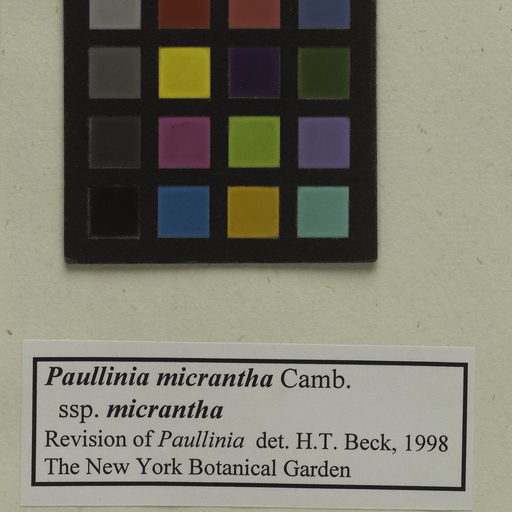 Paullinia micrantha Camb.
ssp. micrantha
Revision of Paullinia det. H.T. Beck, 1998
The New York Botanical Garden